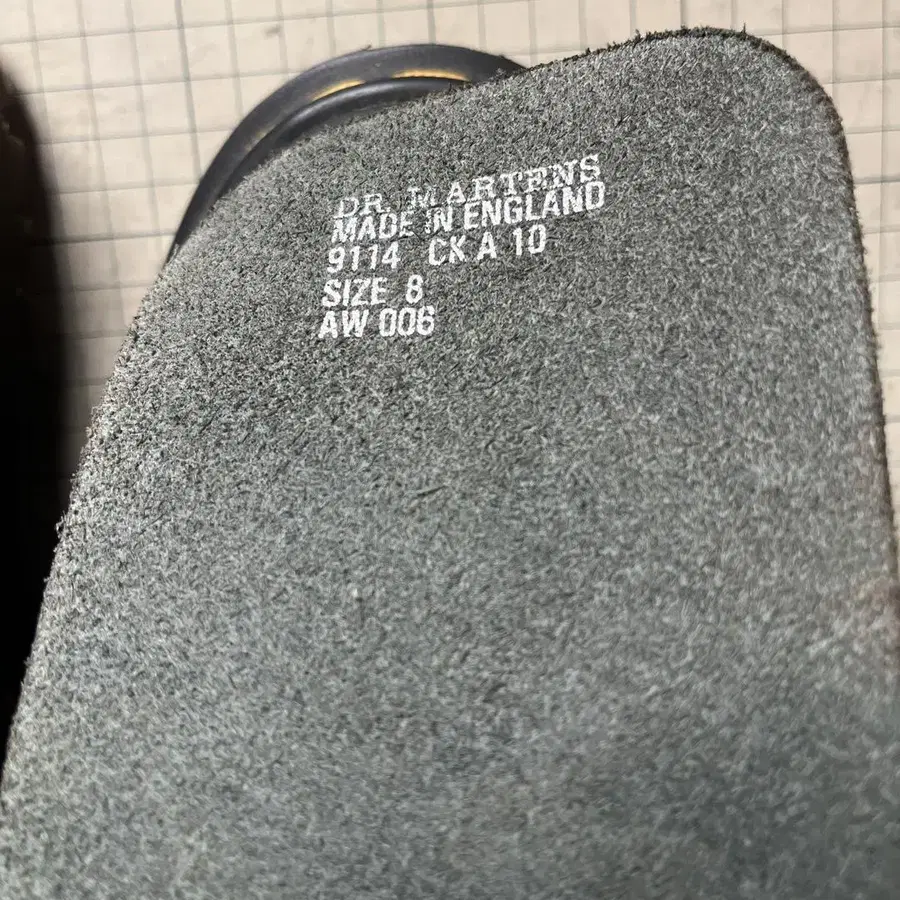 DR. MARTENS
MADE IN ENGLAND
9114 CK A 10
SIZE 8
AW 006